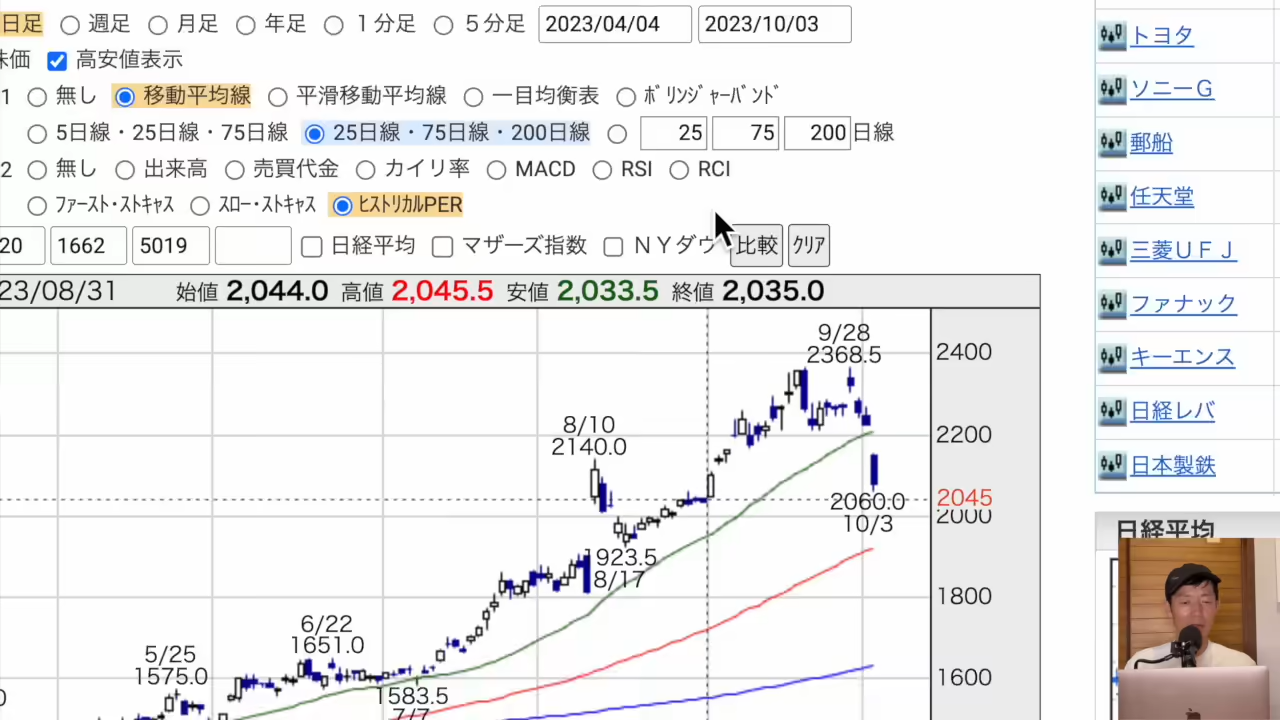 日足 週足 月足 年足 1分足 5分足 2023/04/04 2023/10/03
株価 高安値表示
1 無し 移動平均線 平滑移動平均線 一目均衡表 ﾎﾞﾘﾝｼﾞｬｰﾊﾞﾝﾄﾞ
5日線・25日線・75日線 25日線・75日線・200日線 25 75 200 日線
2 無し 出来高 売買代金 カイリ率 MACD RSI RCI
ﾌｧｰｽﾄ･ｽﾄｷｬｽ ｽﾛｰ･ｽﾄｷｬｽ ﾋｽﾄﾘｶﾙPER
20 1662 5019 日経平均 マザーズ指数 ＮＹダウ 比較 ｸﾘｱ
23/08/31 始値 2,044.0 高値 2,045.5 安値 2,033.5 終値 2,035.0
9/28
2368.5
2400
8/10
2140.0
2200
2060.0
10/3
2045
2000
1923.5
8/17
1800
6/22
1651.0
5/25
1575.0
1583.5
7/7
1600
0
トヨタ
ソニーＧ
郵船
任天堂
三菱ＵＦＪ
ファナック
キーエンス
日経レバ
日本製鉄
日経平均